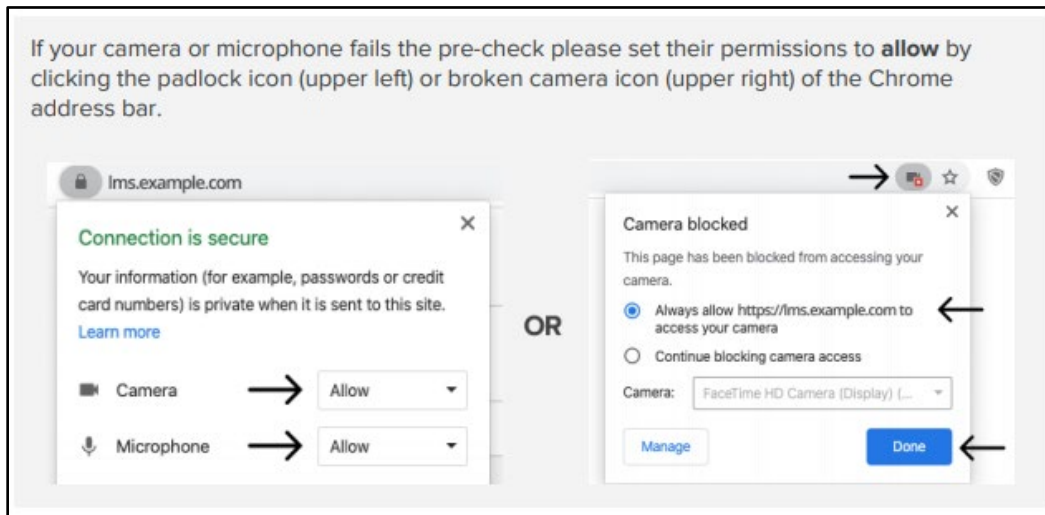 If your camera or microphone fails the pre-check please set their permissions to allow by
clicking the padlock icon (upper left) or broken camera icon (upper right) of the Chrome
address bar.
lms.example.com
Connection is secure
Your information (for example, passwords or credit
card numbers) is private when it is sent to this site.
Learn more
Camera Allow
Microphone Allow
OR
Camera blocked
This page has been blocked from accessing your
camera.
Always allow https://lms.example.com to
access your camera
Continue blocking camera access
Camera: FaceTime HD Camera (Display) (...
Manage Done